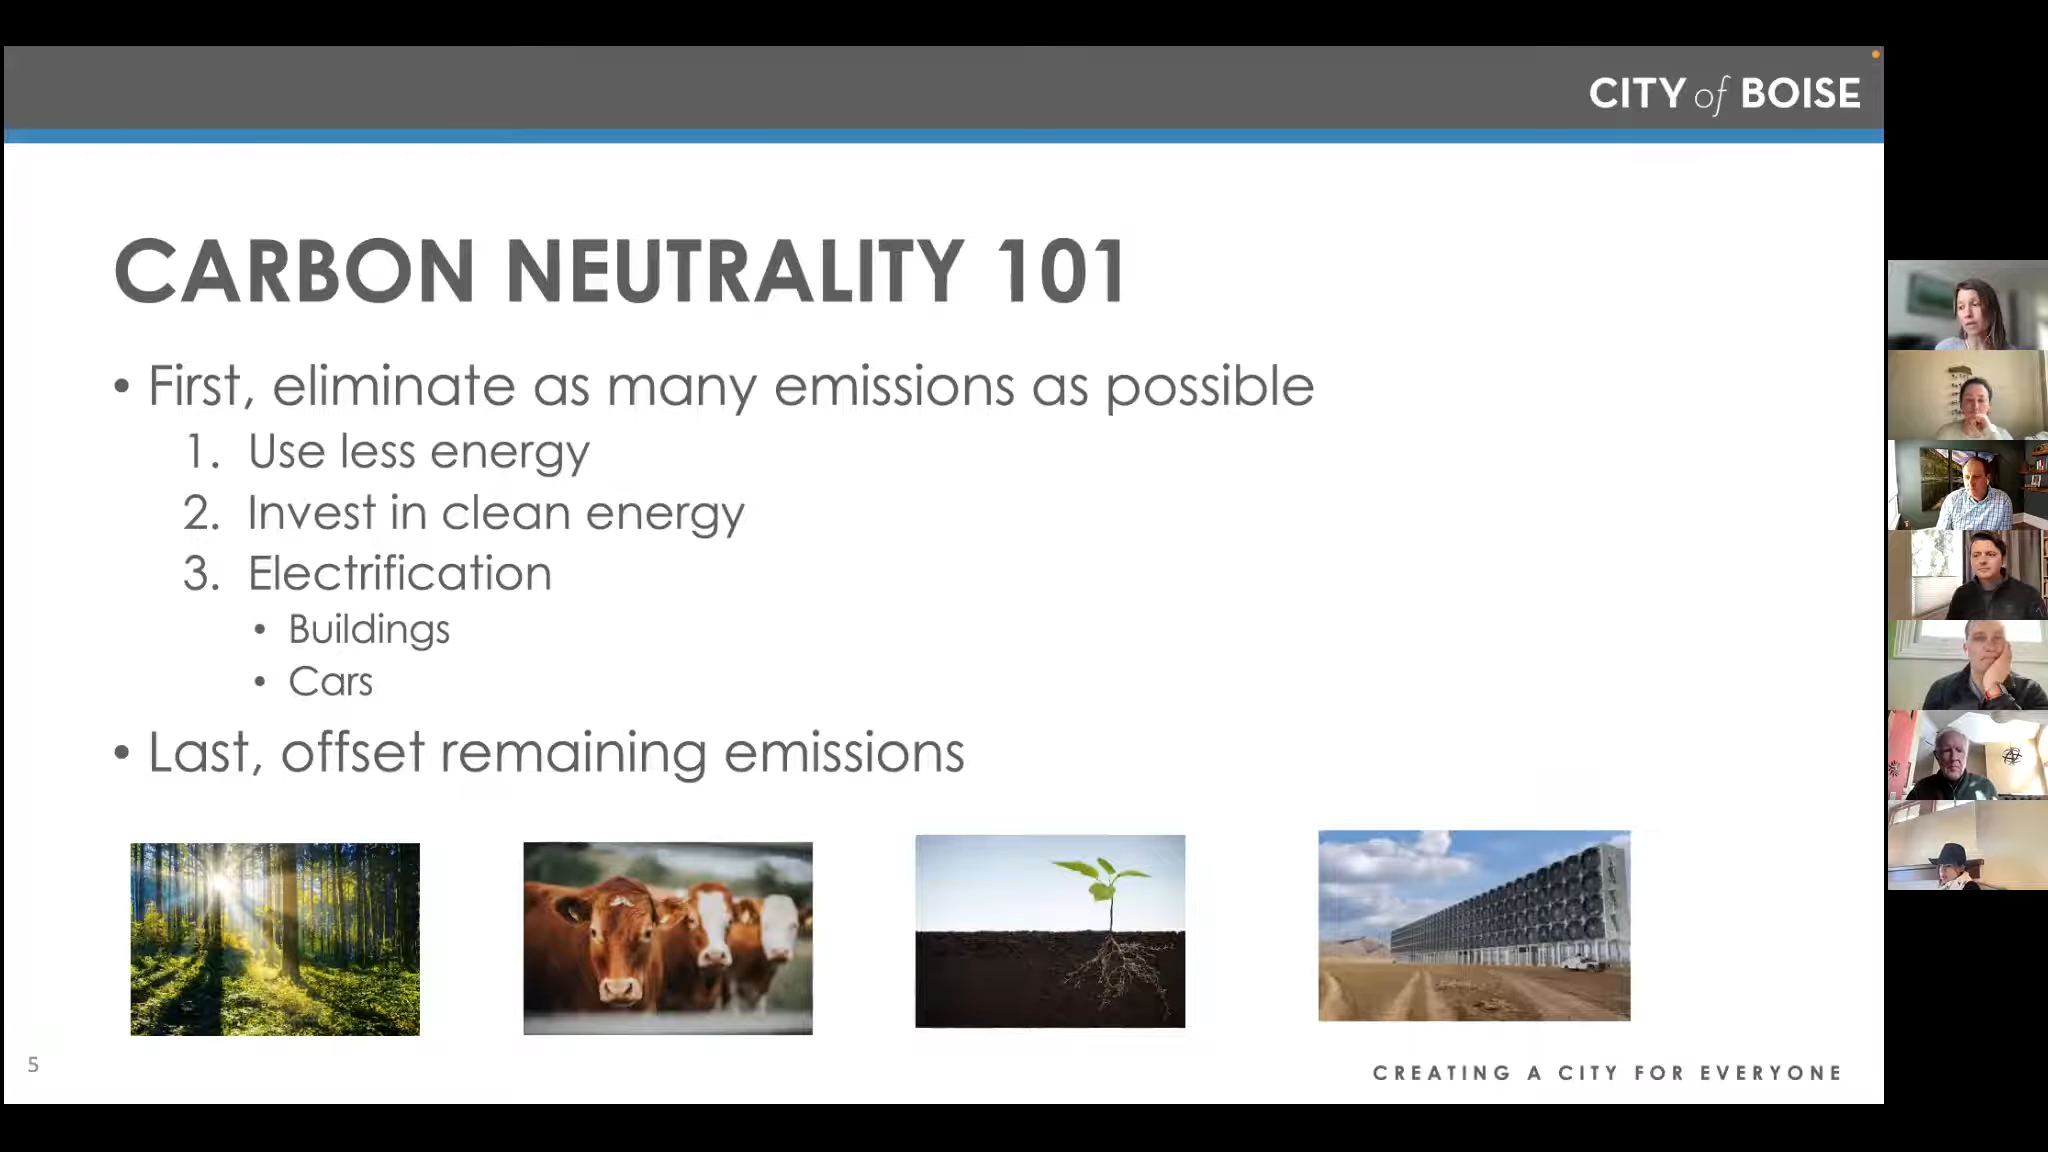 CITY of BOISE
CARBON NEUTRALITY 101
• First, eliminate as many emissions as possible
1. Use less energy
2. Invest in clean energy
3. Electrification
• Buildings
• Cars
• Last, offset remaining emissions
5
CREATING A CITY FOR EVERYONE